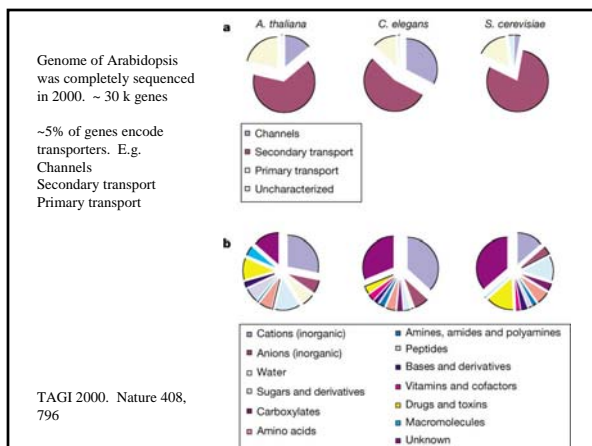 Genome of Arabidopsis
was completely sequenced
in 2000. ~ 30 k genes
~5% of genes encode
transporters. E.g.
Channels
Secondary transport
Primary transport
TAGI 2000. Nature 408,
796
a
A. thaliana
C. elegans
S. cerevisiae
Channels
Secondary transport
Primary transport
Uncharacterized
b
Cations (inorganic)
Anions (inorganic)
Water
Sugars and derivatives
Carboxylates
Amino acids
Amines, amides and polyamines
Peptides
Bases and derivatives
Vitamins and cofactors
Drugs and toxins
Macromolecules
Unknown